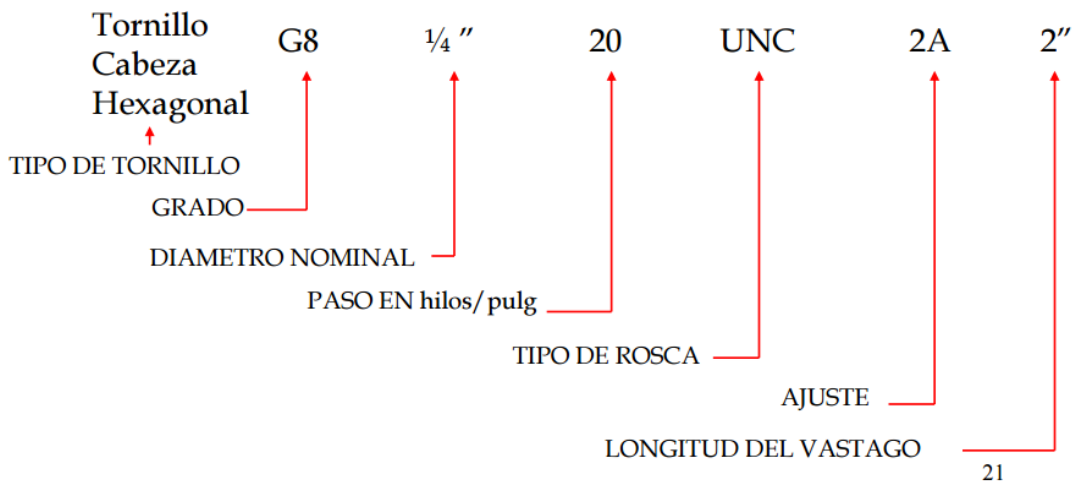 Tornillo
Cabeza
Hexagonal
G8 ¼ ” 20 UNC 2A 2”
TIPO DE TORNILLO
GRADO
DIAMETRO NOMINAL
PASO EN hilos/pulg
TIPO DE ROSCA
AJUSTE
LONGITUD DEL VASTAGO
21